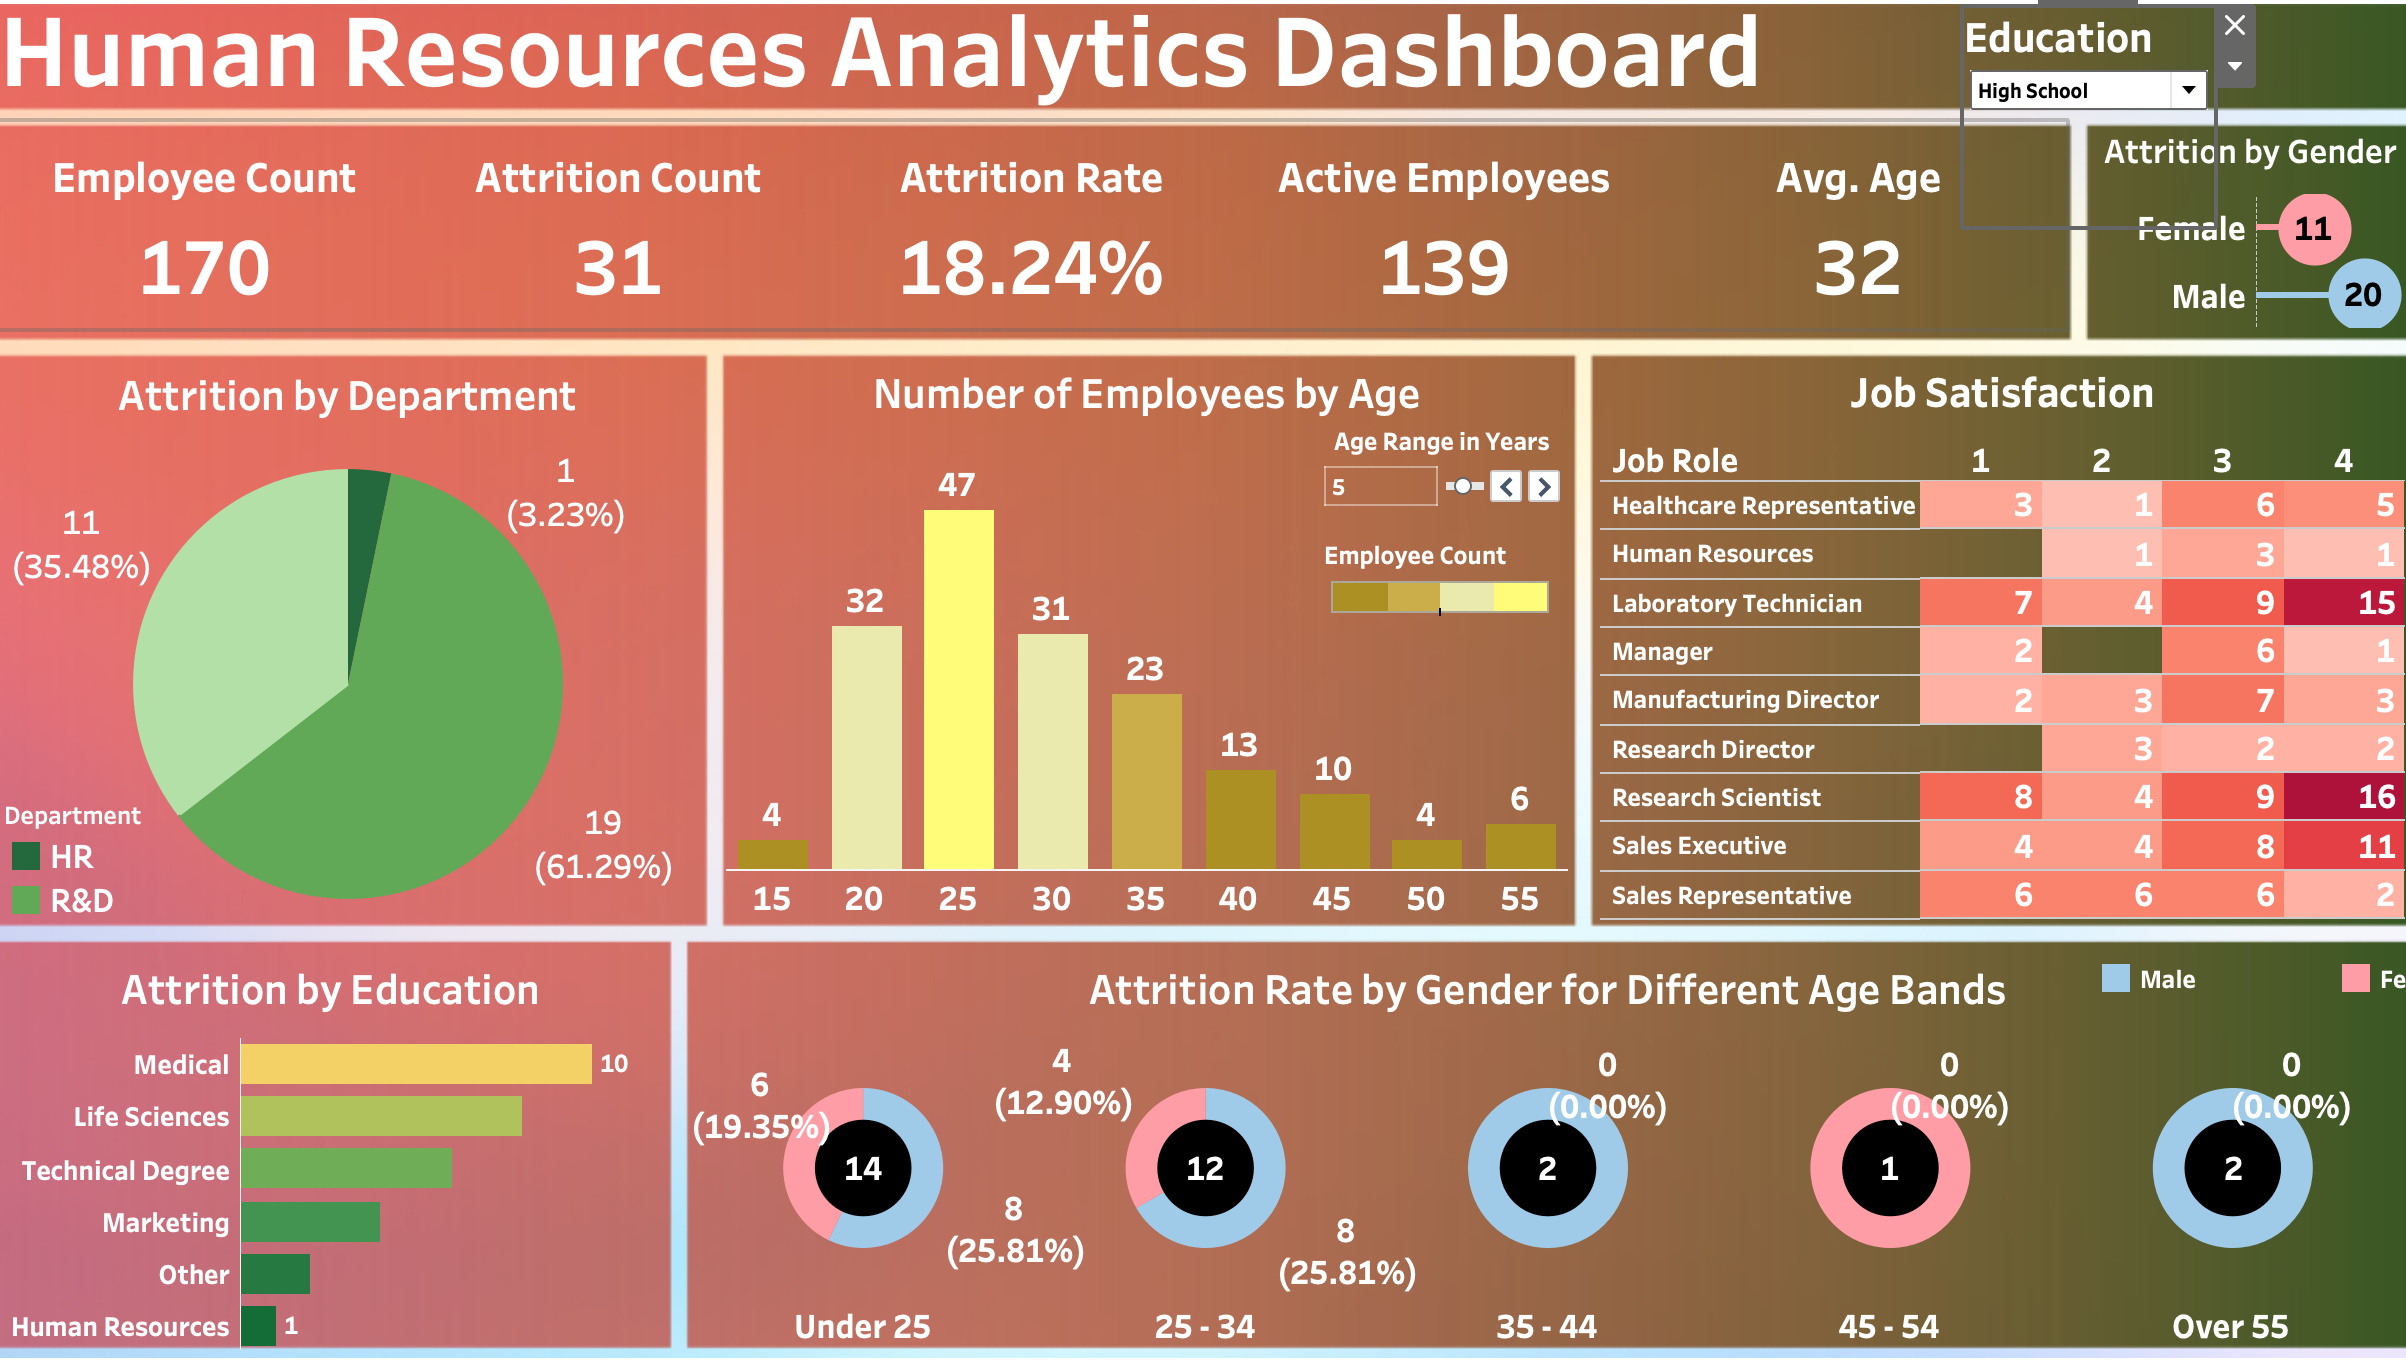 Human Resources Analytics Dashboard
Education
High School
Employee Count
170
Attrition Count
31
Attrition Rate
18.24%
Active Employees
139
Avg. Age
32
Attrition by Gender
Female
11
Male
20
Attrition by Department
1
(3.23%)
11
(35.48%)
19
(61.29%)
Department
HR
R&D
Number of Employees by Age
Age Range in Years
5
Employee Count
4
32
47
31
23
13
10
4
6
15 20 25 30 35 40 45 50 55
Job Satisfaction
Job Role 1 2 3 4
Healthcare Representative 3 1 6 5
Human Resources 1 3 1
Laboratory Technician 7 4 9 15
Manager 2 6 1
Manufacturing Director 2 3 7 3
Research Director 3 2 2
Research Scientist 8 4 9 16
Sales Executive 4 4 8 11
Sales Representative 6 6 6 2
Attrition by Education
Medical 10
Life Sciences
Technical Degree
Marketing
Other
Human Resources 1
Attrition Rate by Gender for Different Age Bands
Male
Fe
6
(19.35%)
14
8
(25.81%)
Under 25
4
(12.90%)
12
8
(25.81%)
25 - 34
0
(0.00%)
2
35 - 44
0
(0.00%)
1
45 - 54
0
(0.00%)
2
Over 55